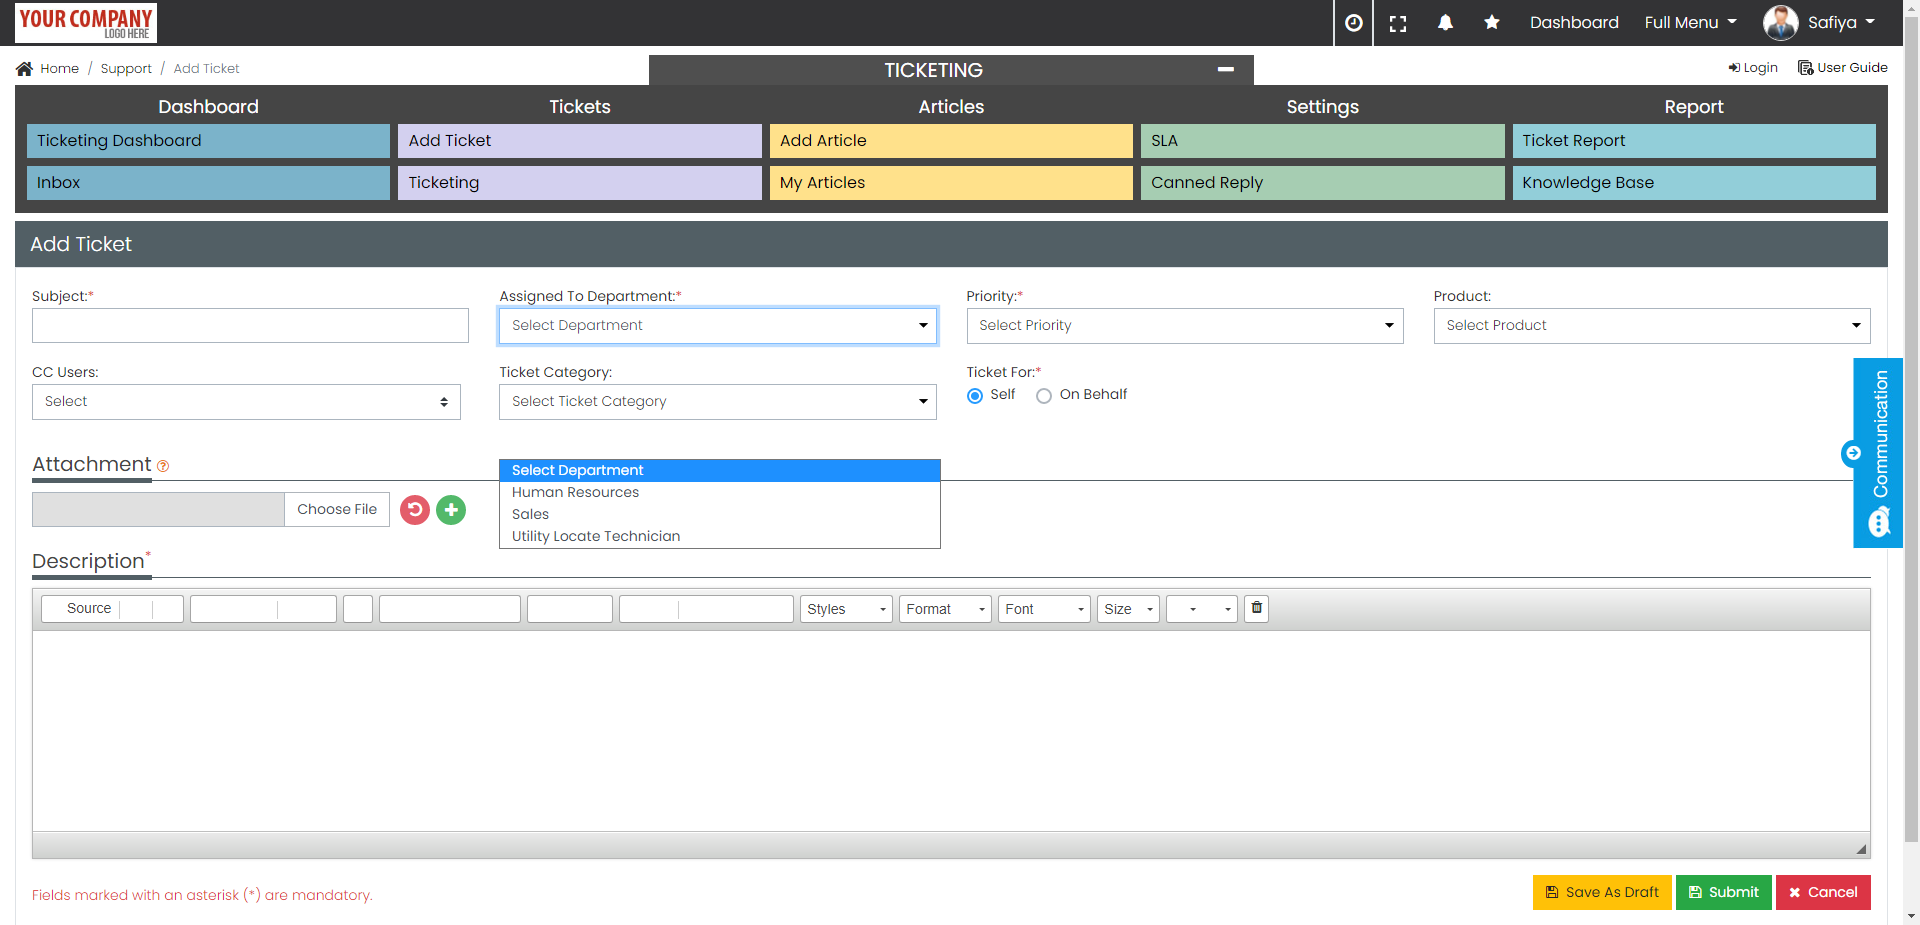 YOUR COMPANY
LOGO HERE
Dashboard
Full Menu
Safiya
Home / Support / Add Ticket
TICKETING
Login
User Guide
Dashboard
Tickets
Articles
Settings
Report
Ticketing Dashboard
Add Ticket
Add Article
SLA
Ticket Report
Inbox
Ticketing
My Articles
Canned Reply
Knowledge Base
Add Ticket
Subject:*
Assigned To Department:*
Priority:*
Product:
Select Department
Select Priority
Select Product
CC Users:
Ticket Category:
Ticket For:*
Select
Select Ticket Category
Self
On Behalf
Communication
Attachment
Select Department
Human Resources
Sales
Utility Locate Technician
Choose File
Description*
Source
Styles
Format
Font
Size
Fields marked with an asterisk (*) are mandatory.
Save As Draft
Submit
Cancel